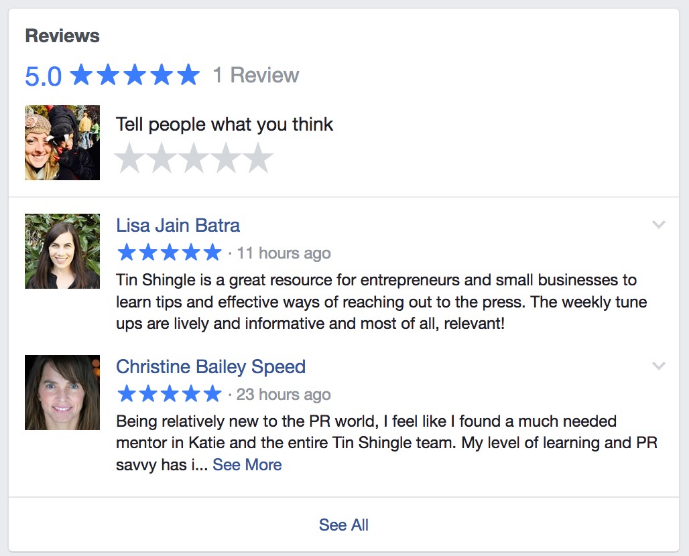 Reviews
5.0 ★★★★★ 1 Review
Tell people what you think
Lisa Jain Batra
★★★★★ · 11 hours ago
Tin Shingle is a great resource for entrepreneurs and small businesses to
learn tips and effective ways of reaching out to the press. The weekly tune
ups are lively and informative and most of all, relevant!
Christine Bailey Speed
★★★★★ · 23 hours ago
Being relatively new to the PR world, I feel like I found a much needed
mentor in Katie and the entire Tin Shingle team. My level of learning and PR
savvy has i... See More
See All